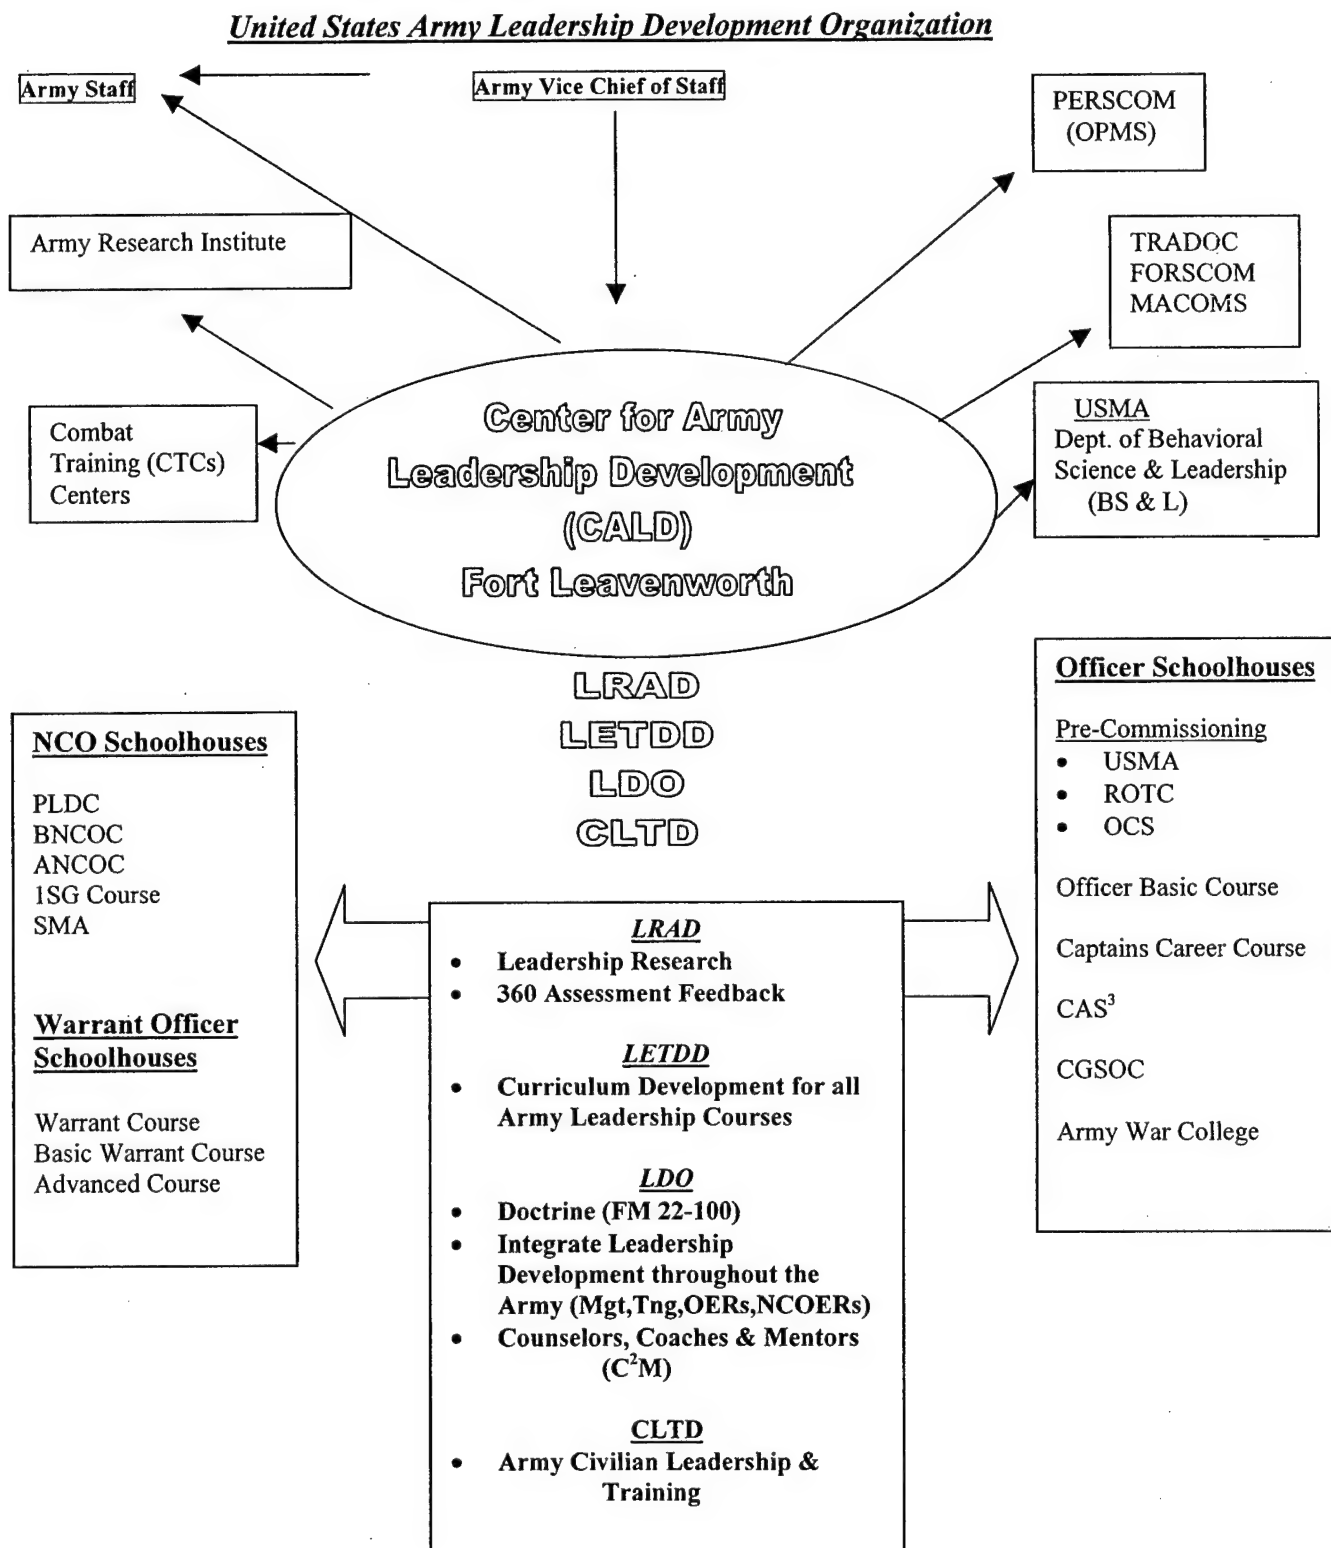 United States Army Leadership Development Organization
Army Staff
Army Vice Chief of Staff
PERSCOM
(OPMS)
Army Research Institute
TRADOC
FORSCOM
MACOMS
Combat
Training (CTCs)
Centers
Center for Army
Leadership Development
(CALD)
Fort Leavenworth
USMA
Dept. of Behavioral
Science & Leadership
(BS & L)
LRAD
LETDD
LDO
CLTD
NCO Schoolhouses
PLDC
BNCOC
ANCOC
1SG Course
SMA
Warrant Officer
Schoolhouses
Warrant Course
Basic Warrant Course
Advanced Course
LRAD
• Leadership Research
• 360 Assessment Feedback
LETDD
• Curriculum Development for all
Army Leadership Courses
LDO
• Doctrine (FM 22-100)
• Integrate Leadership
Development throughout the
Army (Mgt,Tng,OERs,NCOERs)
• Counselors, Coaches & Mentors
(C²M)
CLTD
• Army Civilian Leadership &
Training
Officer Schoolhouses
Pre-Commissioning
• USMA
• ROTC
• OCS
Officer Basic Course
Captains Career Course
CAS³
CGSOC
Army War College